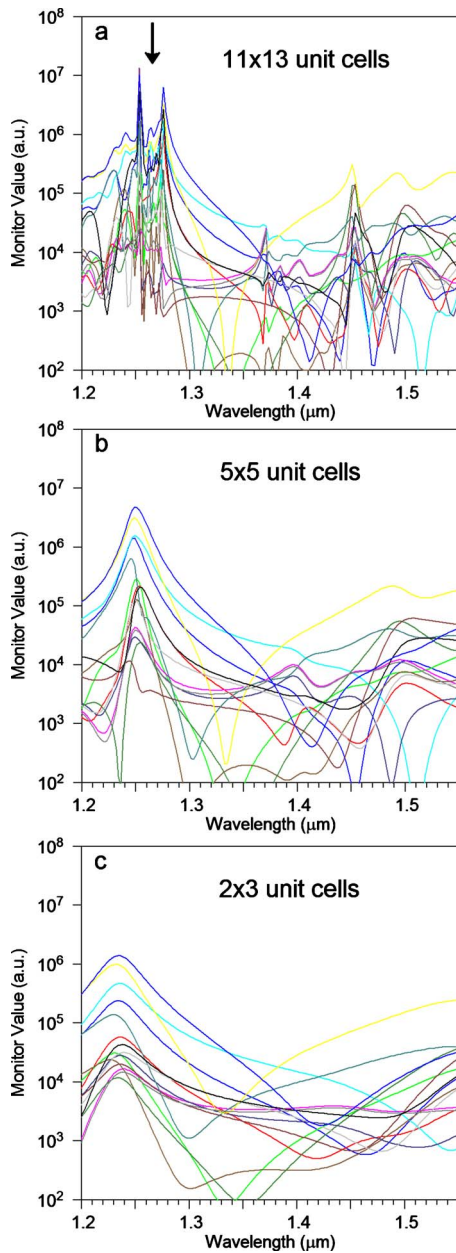 a
11x13 unit cells
Monitor Value (a.u.)
10^8
10^7
10^6
10^5
10^4
10^3
10^2
1.2 1.3 1.4 1.5
Wavelength (μm)
b
5x5 unit cells
Monitor Value (a.u.)
10^8
10^7
10^6
10^5
10^4
10^3
10^2
1.2 1.3 1.4 1.5
Wavelength (μm)
c
2x3 unit cells
Monitor Value (a.u.)
10^8
10^7
10^6
10^5
10^4
10^3
10^2
1.2 1.3 1.4 1.5
Wavelength (μm)